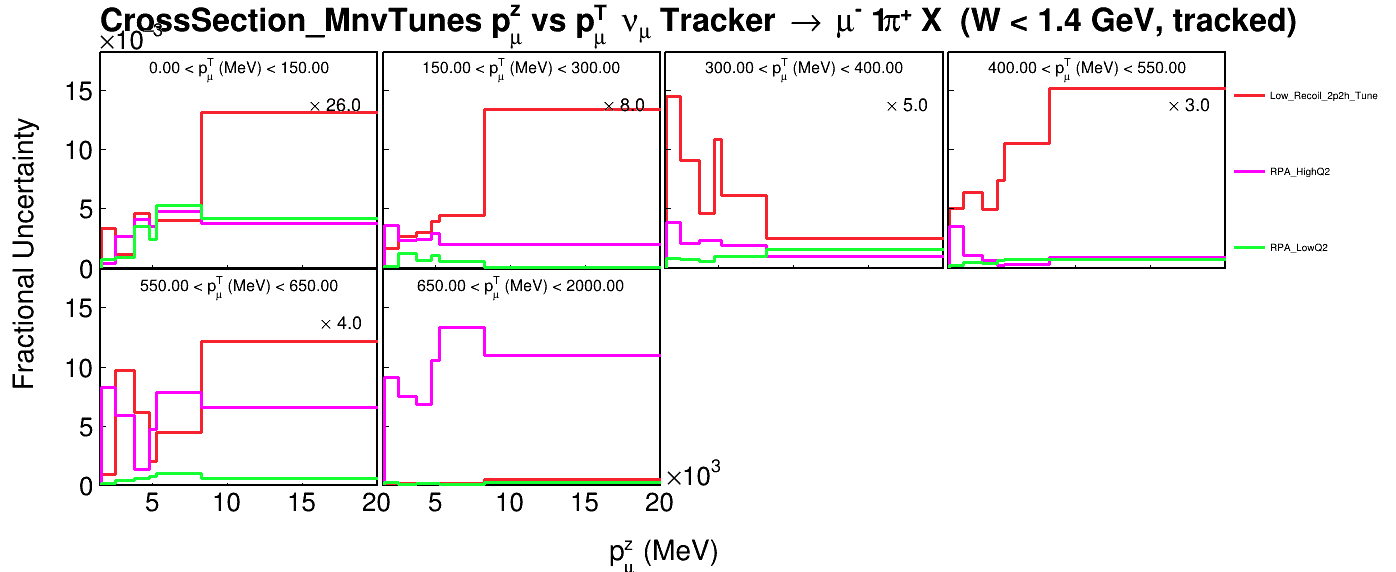 CrossSection_MnvTunes p^z_μ vs p^T_μ ν_μ Tracker → μ^- 1π^+ X (W < 1.4 GeV, tracked)
×10^-3
0.00 < p^T_μ (MeV) < 150.00
150.00 < p^T_μ (MeV) < 300.00
300.00 < p^T_μ (MeV) < 400.00
400.00 < p^T_μ (MeV) < 550.00
× 26.0
× 8.0
× 5.0
× 3.0
15
10
5
0
Low_Recoil_2p2h_Tune
RPA_HighQ2
RPA_LowQ2
Fractional Uncertainty
550.00 < p^T_μ (MeV) < 650.00
650.00 < p^T_μ (MeV) < 2000.00
× 4.0
15
10
5
0
5 10 15 20
5 10 15 20
×10^3
p^z_μ (MeV)